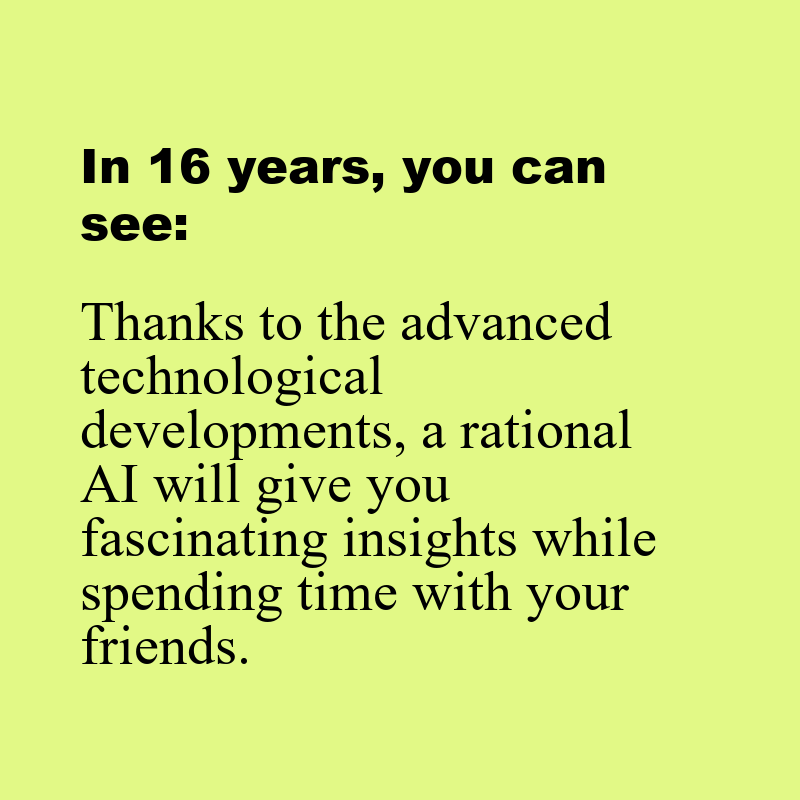 In 16 years, you can
see:
Thanks to the advanced
technological
developments, a rational
AI will give you
fascinating insights while
spending time with your
friends.